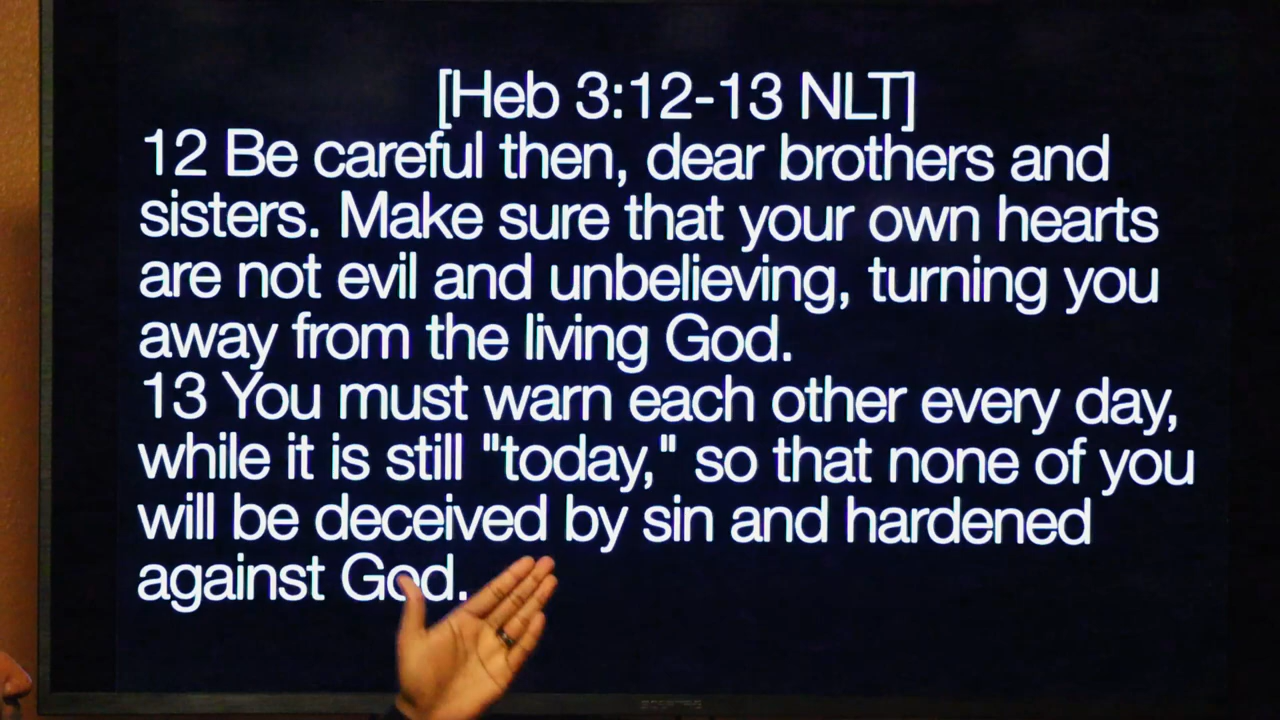 [Heb 3:12-13 NLT]
12 Be careful then, dear brothers and
sisters. Make sure that your own hearts
are not evil and unbelieving, turning you
away from the living God.
13 You must warn each other every day,
while it is still "today," so that none of you
will be deceived by sin and hardened
against God.